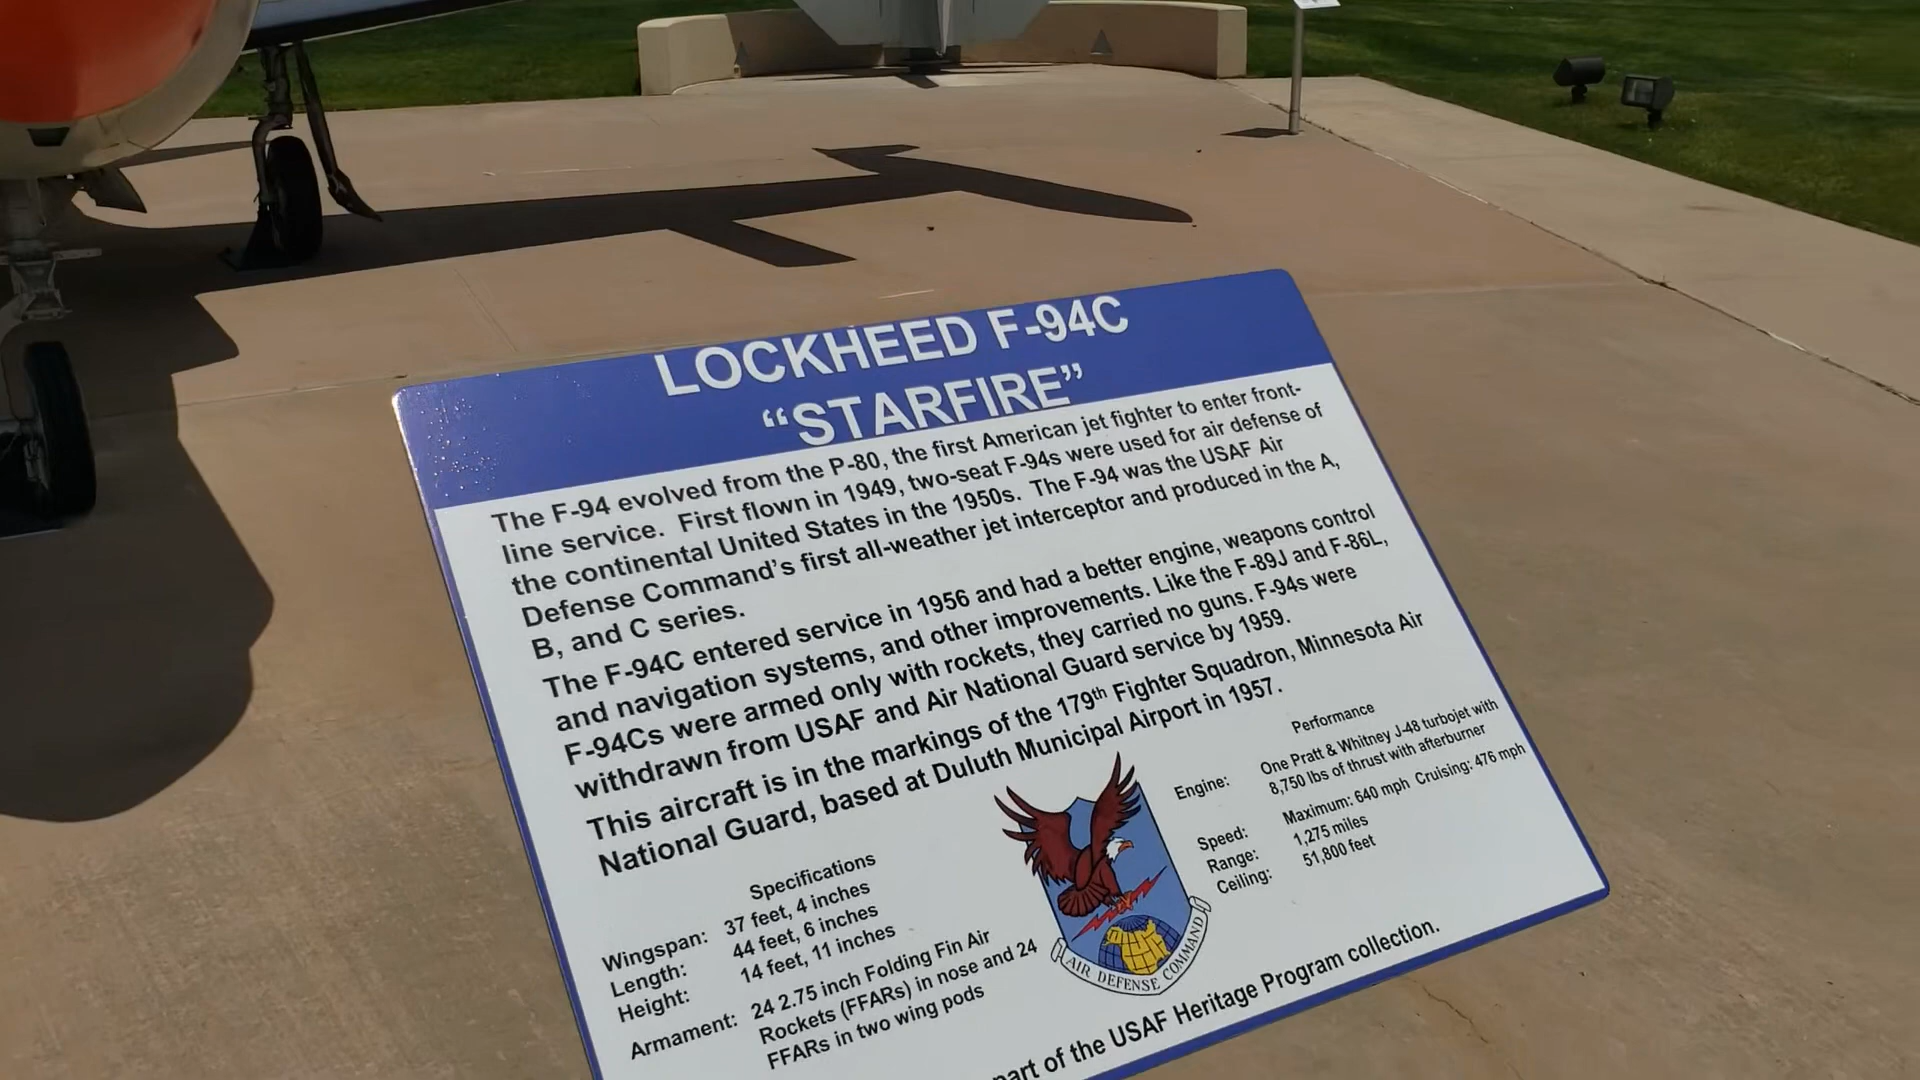 LOCKHEED F-94C
“STARFIRE”
The F-94 evolved from the P-80, the first American jet fighter to enter front-
line service. First flown in 1949, two-seat F-94s were used for air defense of
the continental United States in the 1950s. The F-94 was the USAF Air
Defense Command’s first all-weather jet interceptor and produced in the A,
B, and C series.
The F-94C entered service in 1956 and had a better engine, weapons control
and navigation systems, and other improvements. Like the F-89J and F-86L,
F-94Cs were armed only with rockets, they carried no guns. F-94s were
withdrawn from USAF and Air National Guard service by 1959.
This aircraft is in the markings of the 179th Fighter Squadron, Minnesota Air
National Guard, based at Duluth Municipal Airport in 1957.
Specifications
Wingspan: 37 feet, 4 inches
Length: 44 feet, 6 inches
Height: 14 feet, 11 inches
Armament: 24 2.75 inch Folding Fin Air
Rockets (FFARs) in nose and 24
FFARs in two wing pods
AIR DEFENSE COMMAND
Performance
Engine: One Pratt & Whitney J-48 turbojet with
8,750 lbs of thrust with afterburner
Speed: Maximum: 640 mph Cruising: 476 mph
Range: 1,275 miles
Ceiling: 51,800 feet
part of the USAF Heritage Program collection.